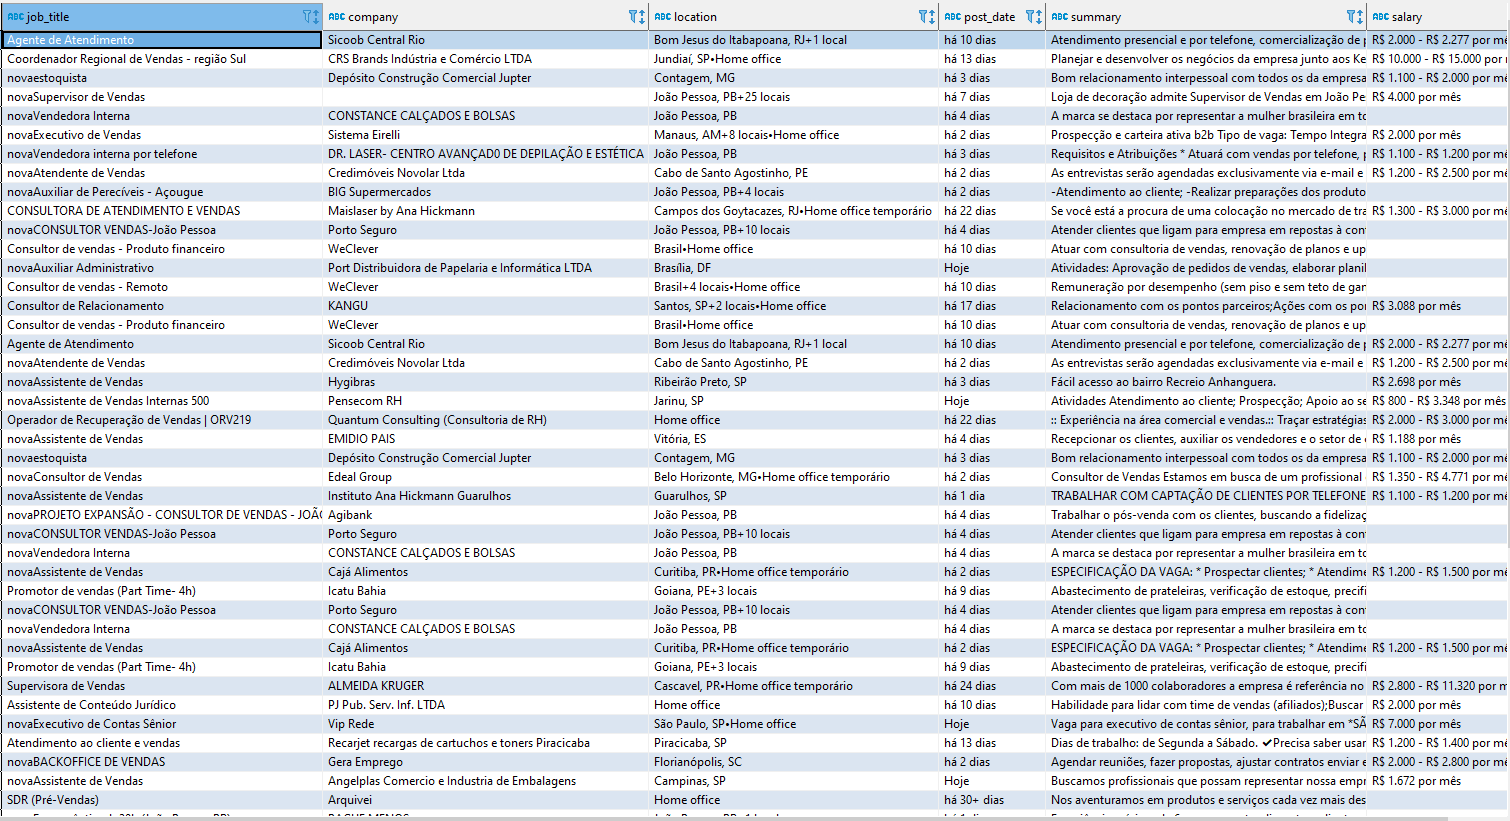 ABC job_title ABC company ABC location ABC post_date ABC summary ABC salary
Agente de Atendimento Sicoob Central Rio Bom Jesus do Itabapoana, RJ+1 local há 10 dias Atendimento presencial e por telefone, comercialização de R$ 2.000 - R$ 2.277 por mê
Coordenador Regional de Vendas - região Sul CRS Brands Indústria e Comércio LTDA Jundiaí, SP•Home office há 13 dias Planejar e desenvolver os negócios da empresa junto aos Ke R$ 10.000 - R$ 15.000 por
novaestoquista Depósito Construção Comercial Jupter Contagem, MG há 3 dias Bom relacionamento interpessoal com todos os da empresa R$ 1.100 - R$ 2.000 por mê
novaSupervisor de Vendas João Pessoa, PB+25 locais há 7 dias Loja de decoração admite Supervisor de Vendas em João Pe R$ 4.000 por mês
novaVendedora Interna CONSTANCE CALÇADOS E BOLSAS João Pessoa, PB há 4 dias A marca se destaca por representar a mulher brasileira em to
novaExecutivo de Vendas Sistema Eirelli Manaus, AM+8 locais•Home office há 2 dias Prospecção e carteira ativa b2b Tipo de vaga: Tempo Integra R$ 2.000 por mês
novaVendedora interna por telefone DR. LASER- CENTRO AVANÇAD0 DE DEPILAÇÃO E ESTÉTICA João Pessoa, PB há 3 dias Requisitos e Atribuições * Atuará com vendas por telefone, R$ 1.100 - R$ 1.200 por mê
novaAtendente de Vendas Credimóveis Novolar Ltda Cabo de Santo Agostinho, PE há 2 dias As entrevistas serão agendadas exclusivamente via e-mail e R$ 1.200 - R$ 2.500 por mê
novaAuxiliar de Perecíveis - Açougue BIG Supermercados João Pessoa, PB+4 locais há 2 dias -Atendimento ao cliente; -Realizar preparações dos produto
CONSULTORA DE ATENDIMENTO E VENDAS Maislaser by Ana Hickmann Campos dos Goytacazes, RJ•Home office temporário há 22 dias Se você está a procura de uma colocação no mercado de tra R$ 1.300 - R$ 3.000 por mê
novaCONSULTOR VENDAS-João Pessoa Porto Seguro João Pessoa, PB+10 locais há 4 dias Atender clientes que ligam para empresa em repostas à con
Consultor de vendas - Produto financeiro WeClever Brasil•Home office há 10 dias Atuar com consultoria de vendas, renovação de planos e up
novaAuxiliar Administrativo Port Distribuidora de Papelaria e Informática LTDA Brasília, DF Hoje Atividades: Aprovação de pedidos de vendas, elaborar planil
Consultor de vendas - Remoto WeClever Brasil+4 locais•Home office há 10 dias Remuneração por desempenho (sem piso e sem teto de gan
Consultor de Relacionamento KANGU Santos, SP+2 locais•Home office há 17 dias Relacionamento com os pontos parceiros;Ações com os por R$ 3.088 por mês
Consultor de vendas - Produto financeiro WeClever Brasil•Home office há 10 dias Atuar com consultoria de vendas, renovação de planos e up
Agente de Atendimento Sicoob Central Rio Bom Jesus do Itabapoana, RJ+1 local há 10 dias Atendimento presencial e por telefone, comercialização de R$ 2.000 - R$ 2.277 por mê
novaAtendente de Vendas Credimóveis Novolar Ltda Cabo de Santo Agostinho, PE há 2 dias As entrevistas serão agendadas exclusivamente via e-mail e R$ 1.200 - R$ 2.500 por mê
novaAssistente de Vendas Hygibras Ribeirão Preto, SP há 3 dias Fácil acesso ao bairro Recreio Anhanguera. R$ 2.698 por mês
novaAssistente de Vendas Internas 500 Pensecom RH Jarinu, SP Hoje Atividades Atendimento ao cliente; Prospecção; Apoio ao se R$ 800 - R$ 3.348 por mês
Operador de Recuperação de Vendas | ORV219 Quantum Consulting (Consultoria de RH) Home office há 22 dias :: Experiência na área comercial e vendas.:: Traçar estratégias R$ 2.000 - R$ 3.000 por mê
novaAssistente de Vendas EMIDIO PAIS Vitória, ES há 4 dias Recepcionar os clientes, auxiliar os vendedores e o setor de R$ 1.188 por mês
novaestoquista Depósito Construção Comercial Jupter Contagem, MG há 3 dias Bom relacionamento interpessoal com todos os da empresa R$ 1.100 - R$ 2.000 por mê
novaConsultor de Vendas Edeal Group Belo Horizonte, MG•Home office temporário há 2 dias Consultor de Vendas Estamos em busca de um profissional R$ 1.350 - R$ 4.771 por mê
novaAssistente de Vendas Instituto Ana Hickmann Guarulhos Guarulhos, SP há 1 dia TRABALHAR COM CAPTAÇÃO DE CLIENTES POR TELEFONE R$ 1.100 - R$ 1.200 por mê
novaPROJETO EXPANSÃO - CONSULTOR DE VENDAS - JOÃO Agibank João Pessoa, PB há 4 dias Trabalhar o pós-venda com os clientes, buscando a fidelizaç
novaCONSULTOR VENDAS-João Pessoa Porto Seguro João Pessoa, PB+10 locais há 4 dias Atender clientes que ligam para empresa em repostas à con
novaVendedora Interna CONSTANCE CALÇADOS E BOLSAS João Pessoa, PB há 4 dias A marca se destaca por representar a mulher brasileira em to
novaAssistente de Vendas Cajá Alimentos Curitiba, PR•Home office temporário há 2 dias ESPECIFICAÇÃO DA VAGA: * Prospectar clientes; * Atendime R$ 1.200 - R$ 1.500 por mê
Promotor de vendas (Part Time- 4h) Icatu Bahia Goiana, PE+3 locais há 9 dias Abastecimento de prateleiras, verificação de estoque, precifi
novaCONSULTOR VENDAS-João Pessoa Porto Seguro João Pessoa, PB+10 locais há 4 dias Atender clientes que ligam para empresa em repostas à con
novaVendedora Interna CONSTANCE CALÇADOS E BOLSAS João Pessoa, PB há 4 dias A marca se destaca por representar a mulher brasileira em to
novaAssistente de Vendas Cajá Alimentos Curitiba, PR•Home office temporário há 2 dias ESPECIFICAÇÃO DA VAGA: * Prospectar clientes; * Atendime R$ 1.200 - R$ 1.500 por mê
Promotor de vendas (Part Time- 4h) Icatu Bahia Goiana, PE+3 locais há 9 dias Abastecimento de prateleiras, verificação de estoque, precifi
Supervisora de Vendas ALMEIDA KRUGER Cascavel, PR•Home office temporário há 24 dias Com mais de 1000 colaboradores a empresa é referência no R$ 2.800 - R$ 11.320 por m
Assistente de Conteúdo Jurídico PJ Pub. Serv. Inf. LTDA Home office há 10 dias Habilidade para lidar com time de vendas (afiliados);Buscar R$ 2.000 por mês
novaExecutivo de Contas Sênior Vip Rede São Paulo, SP•Home office Hoje Vaga para executivo de contas sênior, para trabalhar em *SÃ R$ 7.000 por mês
Atendimento ao cliente e vendas Recarjet recargas de cartuchos e toners Piracicaba Piracicaba, SP há 13 dias Dias de trabalho: de Segunda a Sábado. ✔Precisa saber usar R$ 1.200 - R$ 1.400 por mê
novaBACKOFFICE DE VENDAS Gera Emprego Florianópolis, SC há 2 dias Agendar reuniões, fazer propostas, ajustar contratos enviar e R$ 2.000 - R$ 2.800 por mê
novaAssistente de Vendas Angelplas Comercio e Industria de Embalagens Campinas, SP Hoje Buscamos profissionais que possam representar nossa empr R$ 1.672 por mês
SDR (Pré-Vendas) Arquivei Home office há 30+ dias Nos aventuramos em produtos e serviços cada vez mais des